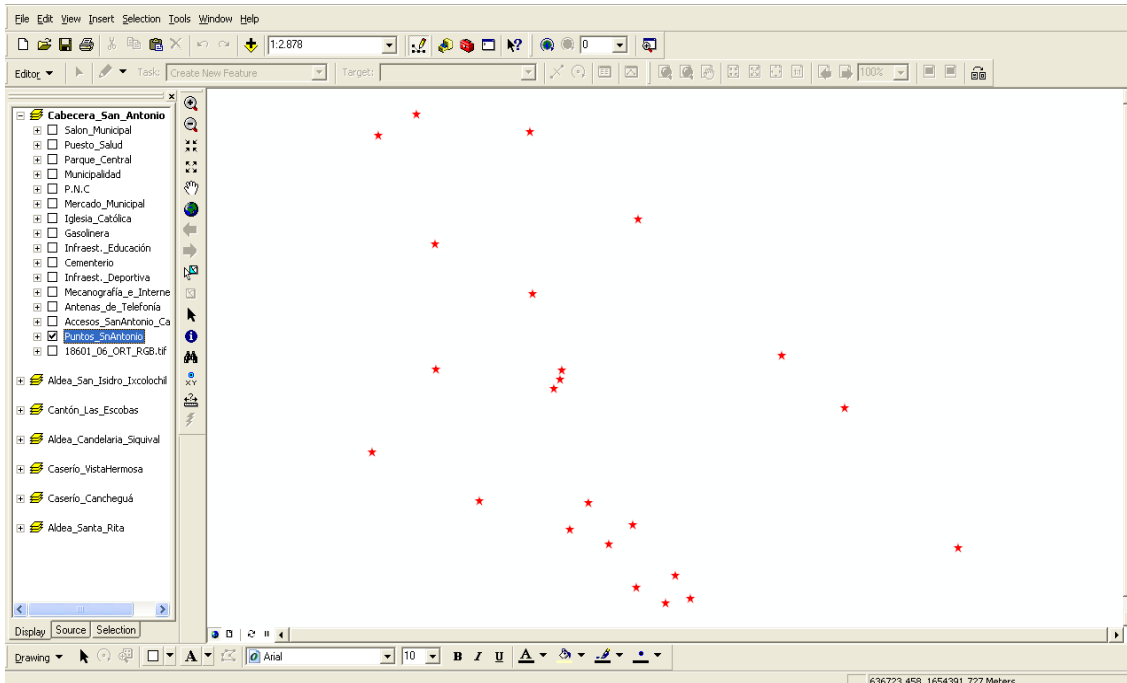 File Edit View Insert Selection Tools Window Help
1:2.878 0
Editor Task: Create New Feature Target: 100%
Cabecera_San_Antonio
Salon_Municipal
Puesto_Salud
Parque_Central
Municipalidad
P.N.C
Mercado_Municipal
Iglesia_Católica
Gasolinera
Infraest._Educación
Cementerio
Infraest._Deportiva
Mecanografía_e_Interne
Antenas_de_Telefonía
Accesos_SanAntonio_Ca
Puntos_SnAntonio
18601_06_ORT_RGB.tif
Aldea_San_Isidro_Ixcolochil
Cantón_Las_Escobas
Aldea_Candelaria_Siquival
Caserío_VistaHermosa
Caserío_Cancheguá
Aldea_Santa_Rita
Display Source Selection
Drawing A Arial 10 B I U A
636723,458 1654391,727 Meters